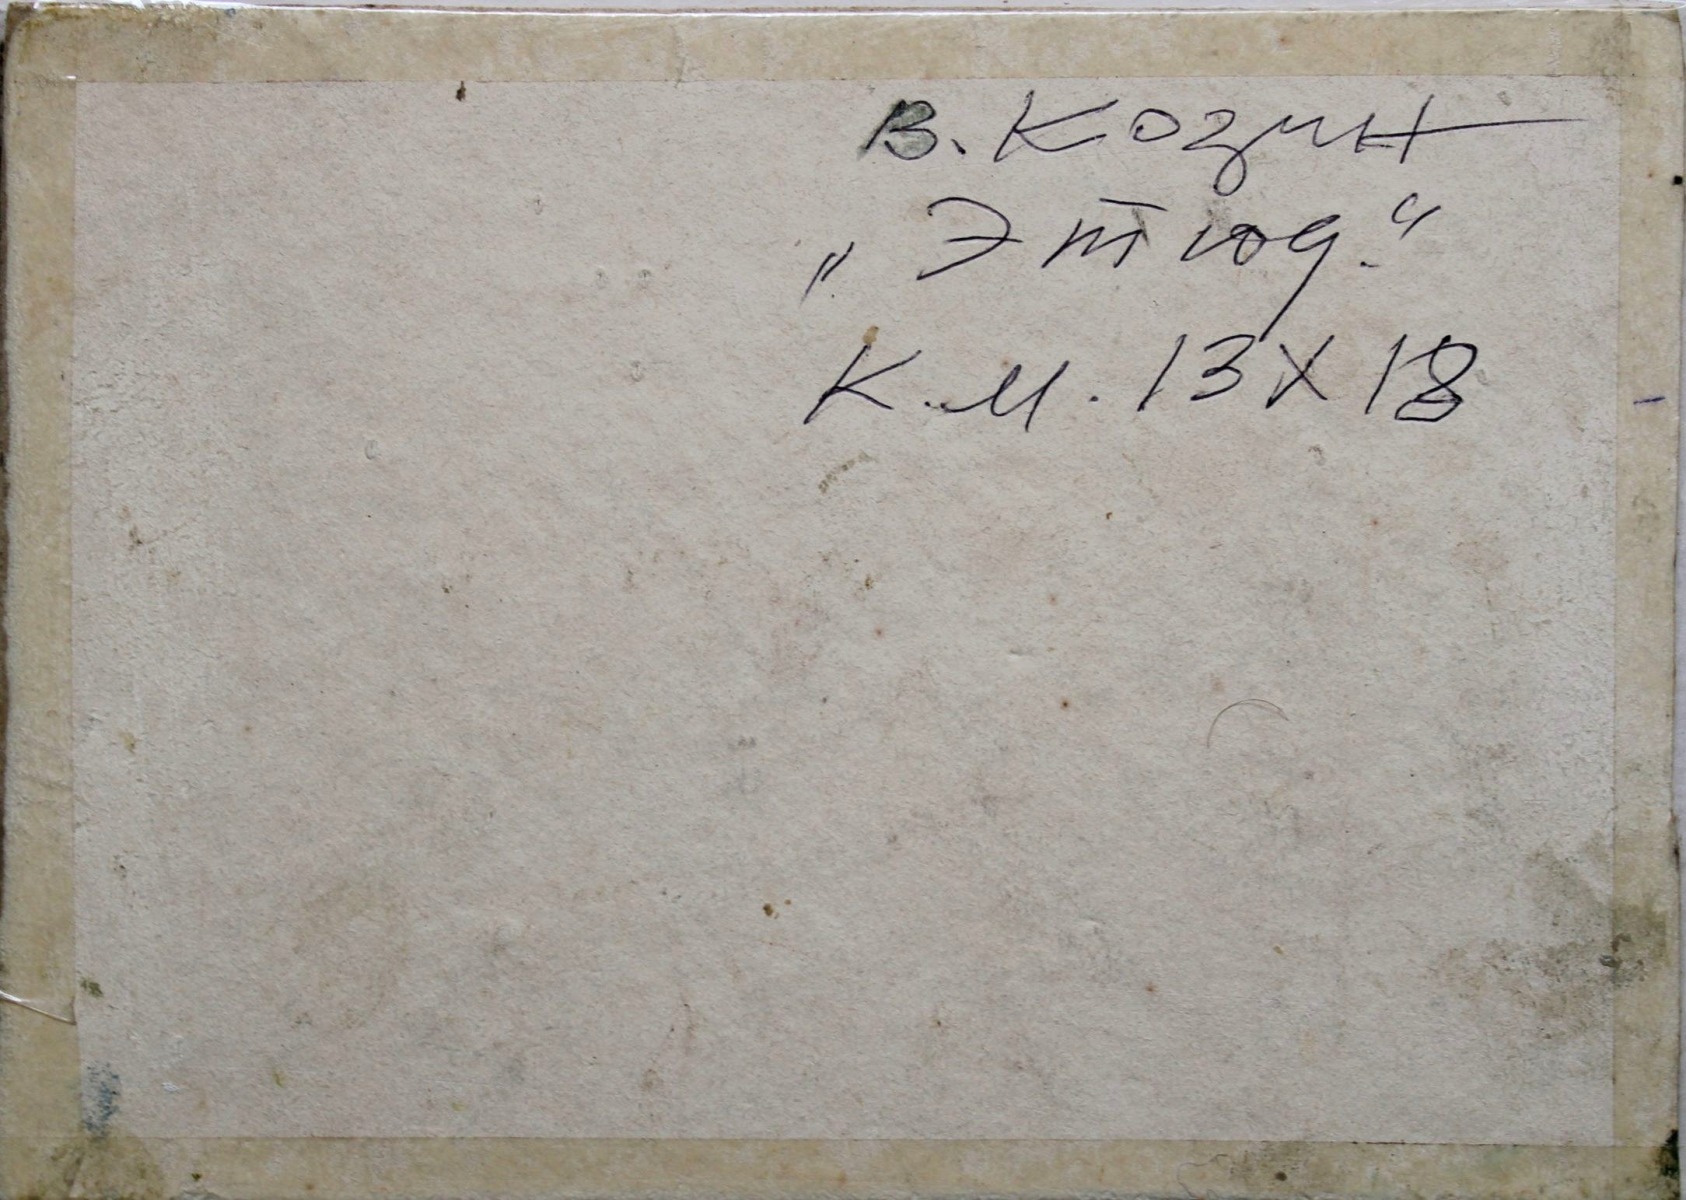 В. Козин
„Этюд.“
К.М. 13х18